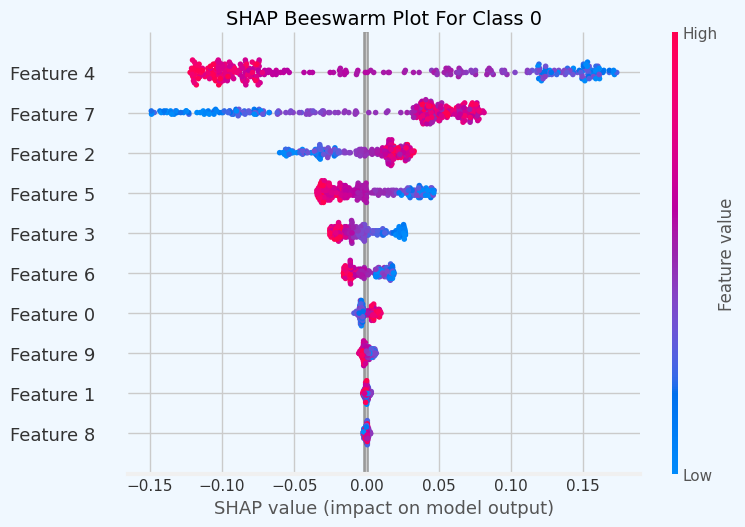 SHAP Beeswarm Plot For Class 0
High
Feature 4
Feature 7
Feature 2
Feature 5
Feature 3
Feature 6
Feature 0
Feature 9
Feature 1
Feature 8
Feature value
Low
−0.15 −0.10 −0.05 0.00 0.05 0.10 0.15
SHAP value (impact on model output)